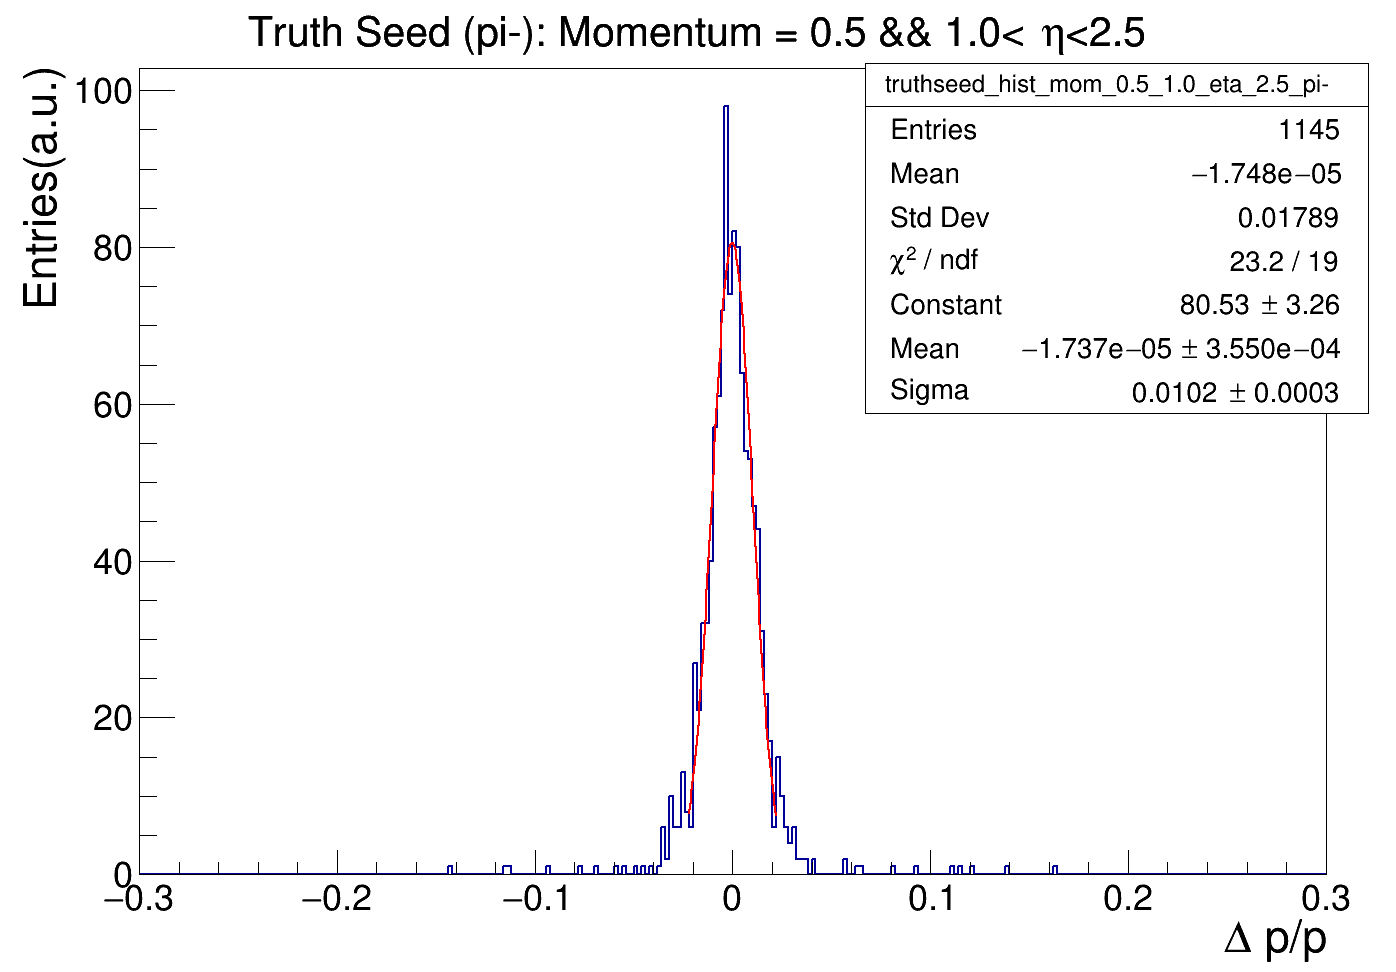 Truth Seed (pi-): Momentum = 0.5 && 1.0< η<2.5
Entries(a.u.)
truthseed_hist_mom_0.5_1.0_eta_2.5_pi-
Entries 1145
Mean −1.748e−05
Std Dev 0.01789
χ² / ndf 23.2 / 19
Constant 80.53 ± 3.26
Mean −1.737e−05 ± 3.550e−04
Sigma 0.0102 ± 0.0003
100
80
60
40
20
0
−0.3 −0.2 −0.1 0 0.1 0.2 0.3
Δ p/p